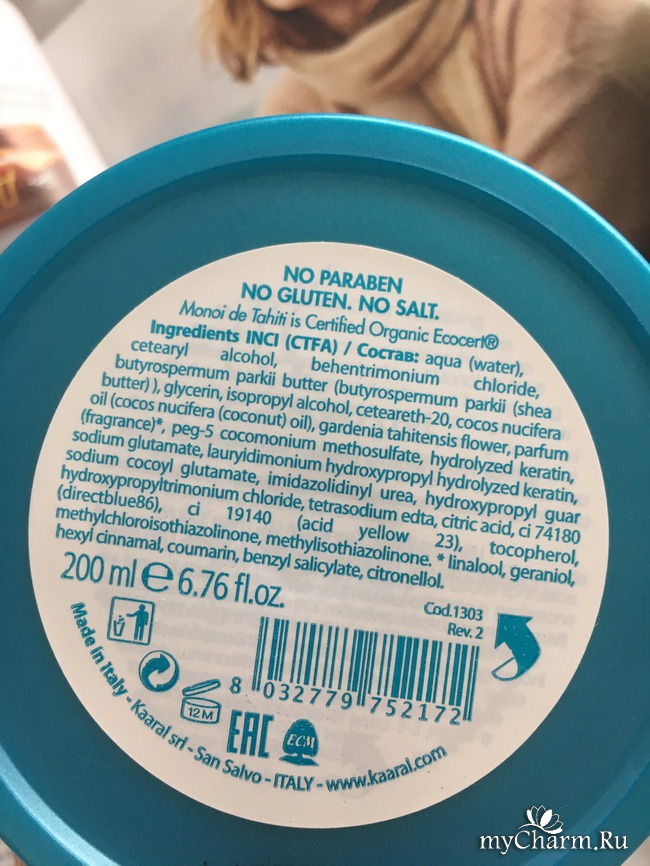 NO PARABEN
NO GLUTEN. NO SALT.
Monoi de Tahiti is Certified Organic Ecocerl®
Ingredients INCI (CTFA) / Состав: aqua (water),
cetearyl alcohol, behentrimonium chloride,
butyrospermum parkii butter (butyrospermum parkii (shea
butter) ), glycerin, isopropyl alcohol, ceteareth-20, cocos nucifera
oil (cocos nucifera (coconut) oil), gardenia tahitensis flower, parfum
(fragrance)*, peg-5 cocomonium methosulfate, hydrolyzed keratin,
sodium glutamate, lauryldimonium hydroxypropyl hydrolyzed keratin,
sodium cocoyl glutamate, imidazolidinyl urea, hydroxypropyl guar
hydroxypropyltrimonium chloride, tetrasodium edta, citric acid, ci 74180
(directblue86), ci 19140 (acid yellow 23), tocopherol,
methylchloroisothiazolinone, methylisothiazolinone. * linalool, geraniol,
hexyl cinnamal, coumarin, benzyl salicylate, citronellol.
200 ml e 6.76 fl.oz.
Cod.1303
Rev. 2
8 032779 752172
12 M
EAC
ECM
Made in Italy - Kaaral srl - San Salvo - ITALY - www.kaaral.com
myCharm.Ru